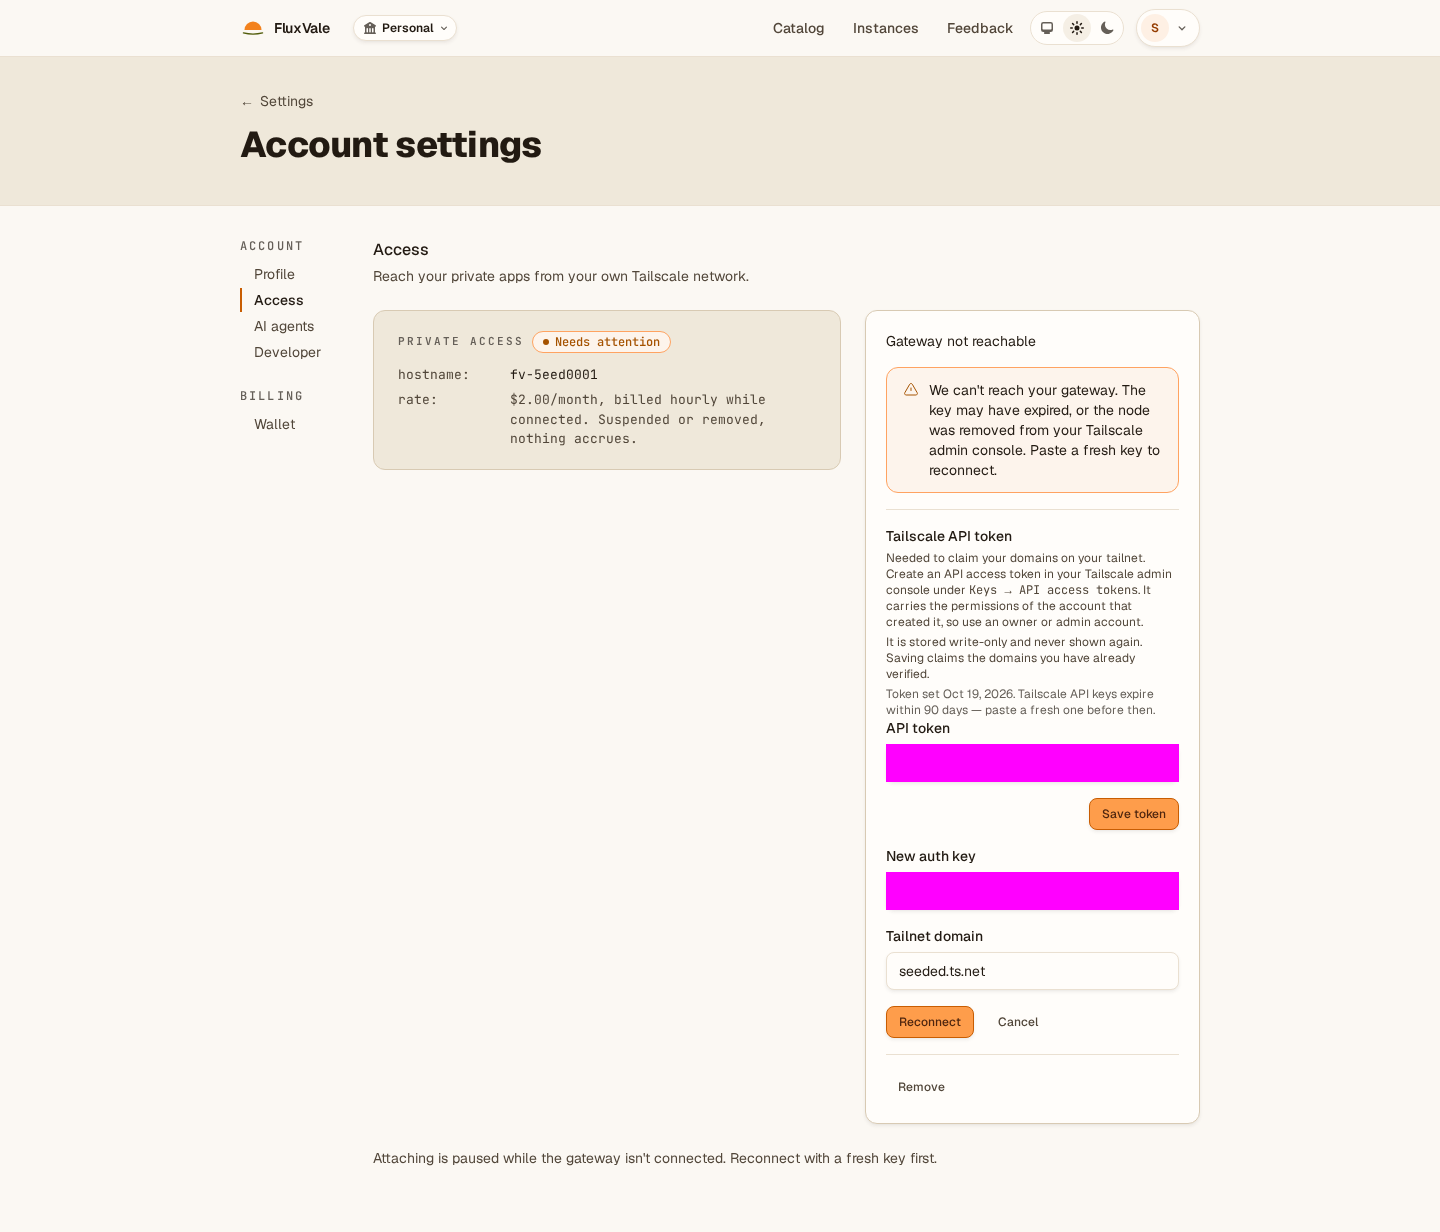 FluxVale
Personal
Catalog
Instances
Feedback
S
← Settings
Account settings
ACCOUNT
Profile
Access
AI agents
Developer
BILLING
Wallet
Access
Reach your private apps from your own Tailscale network.
PRIVATE ACCESS
Needs attention
hostname: fv-5eed0001
rate: $2.00/month, billed hourly while
connected. Suspended or removed,
nothing accrues.
Gateway not reachable
We can't reach your gateway. The
key may have expired, or the node
was removed from your Tailscale
admin console. Paste a fresh key to
reconnect.
Tailscale API token
Needed to claim your domains on your tailnet.
Create an API access token in your Tailscale admin
console under Keys → API access tokens. It
carries the permissions of the account that
created it, so use an owner or admin account.
It is stored write-only and never shown again.
Saving claims the domains you have already
verified.
Token set Oct 19, 2026. Tailscale API keys expire
within 90 days — paste a fresh one before then.
API token
Save token
New auth key
Tailnet domain
seeded.ts.net
Reconnect
Cancel
Remove
Attaching is paused while the gateway isn't connected. Reconnect with a fresh key first.